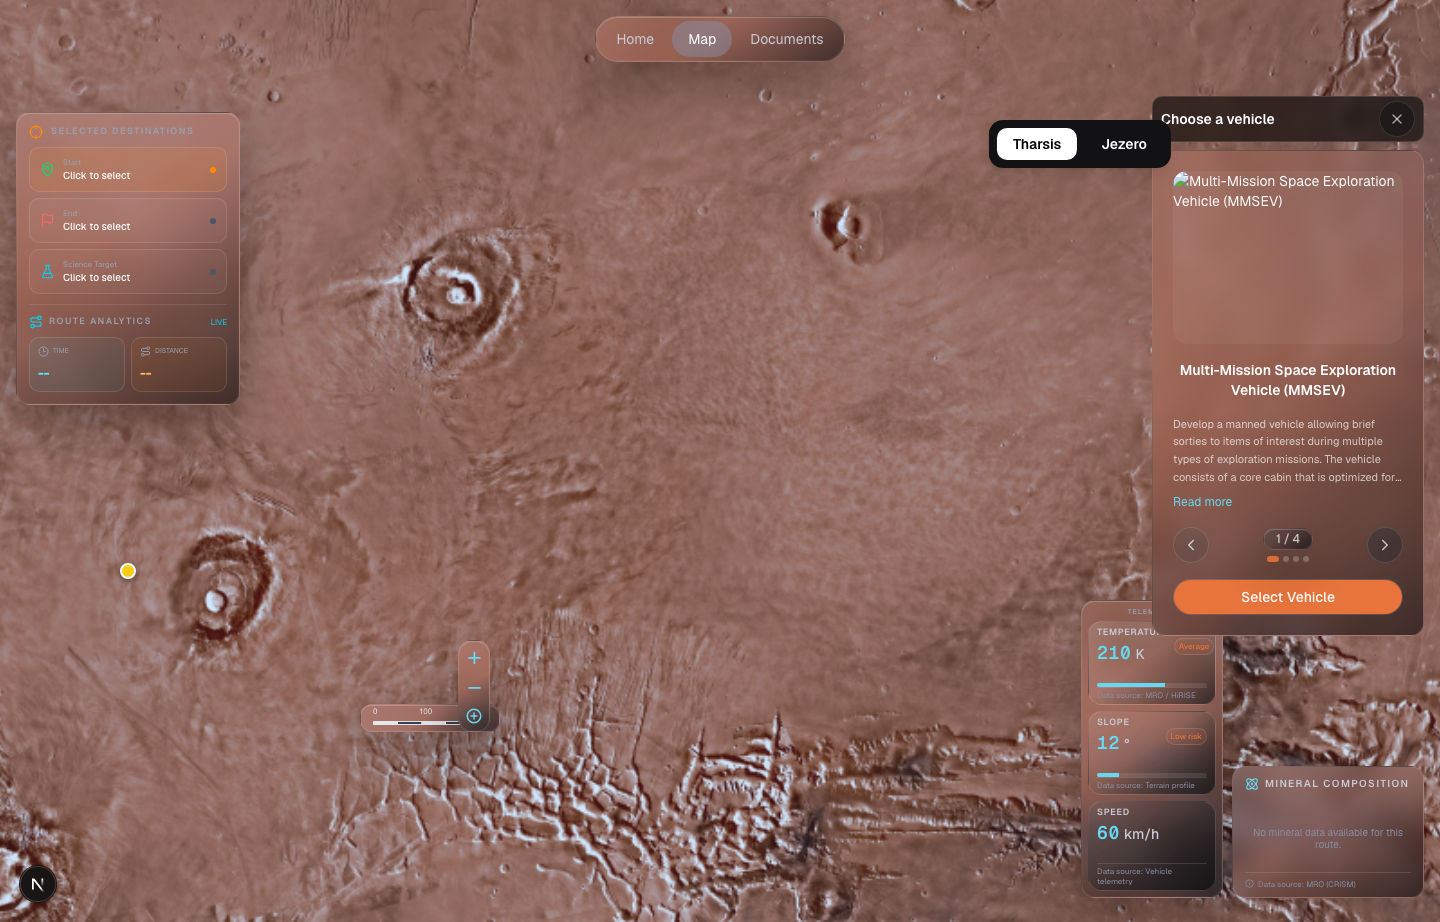 Home
Map
Documents
SELECTED DESTINATIONS
Start
Click to select
End
Click to select
Science Target
Click to select
ROUTE ANALYTICS
LIVE
TIME
--
DISTANCE
--
Tharsis
Jezero
Choose a vehicle
Multi-Mission Space Exploration
Vehicle (MMSEV)
Multi-Mission Space Exploration
Vehicle (MMSEV)
Develop a manned vehicle allowing brief
sorties to items of interest during multiple
types of exploration missions. The vehicle
consists of a core cabin that is optimized for…
Read more
1 / 4
Select Vehicle
0
100
TEMPERATU
Average
210 K
Data source: MRO / HiRISE
SLOPE
Low risk
12 °
Data source: Terrain profile
SPEED
60 km/h
Data source: Vehicle
telemetry
MINERAL COMPOSITION
No mineral data available for this
route.
Data source: MRO (CRISM)
N